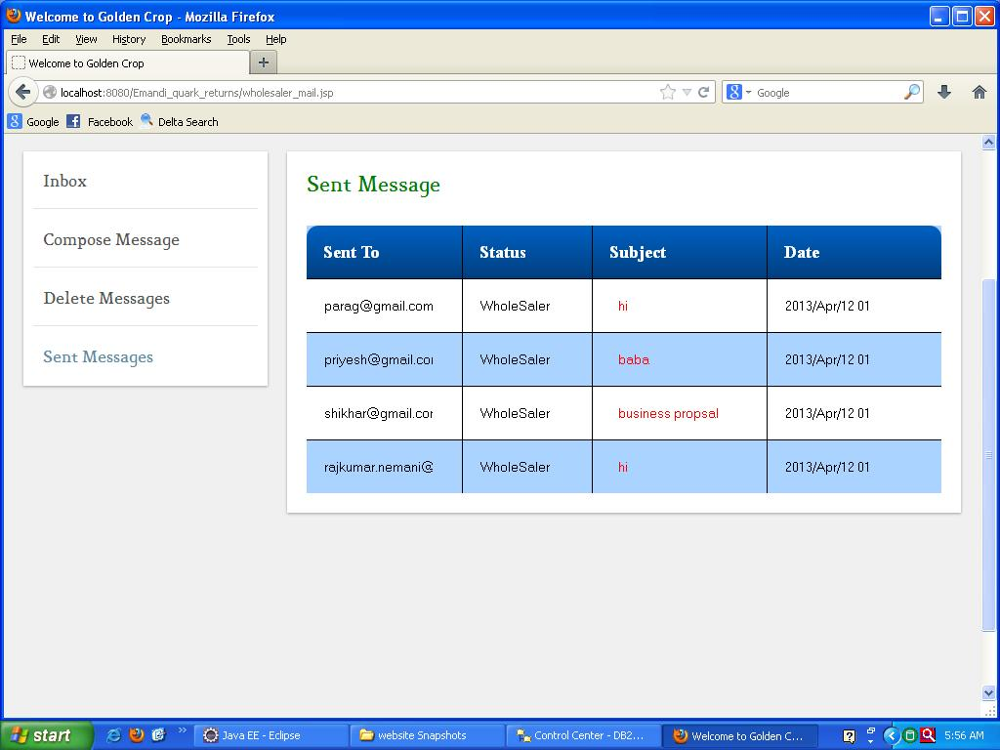 Welcome to Golden Crop - Mozilla Firefox
File Edit View History Bookmarks Tools Help
Welcome to Golden Crop
localhost:8080/Emandi_quark_returns/wholesaler_mail.jsp Google
Google Facebook Delta Search
Inbox
Compose Message
Delete Messages
Sent Messages
Sent Message
Sent To Status Subject Date
parag@gmail.com WholeSaler hi 2013/Apr/12 01
priyesh@gmail.co WholeSaler baba 2013/Apr/12 01
shikhar@gmail.cor WholeSaler business propsal 2013/Apr/12 01
rajkumar.nemani@ WholeSaler hi 2013/Apr/12 01
start Java EE - Eclipse website Snapshots Control Center - DB2... Welcome to Golden C... 5:56 AM